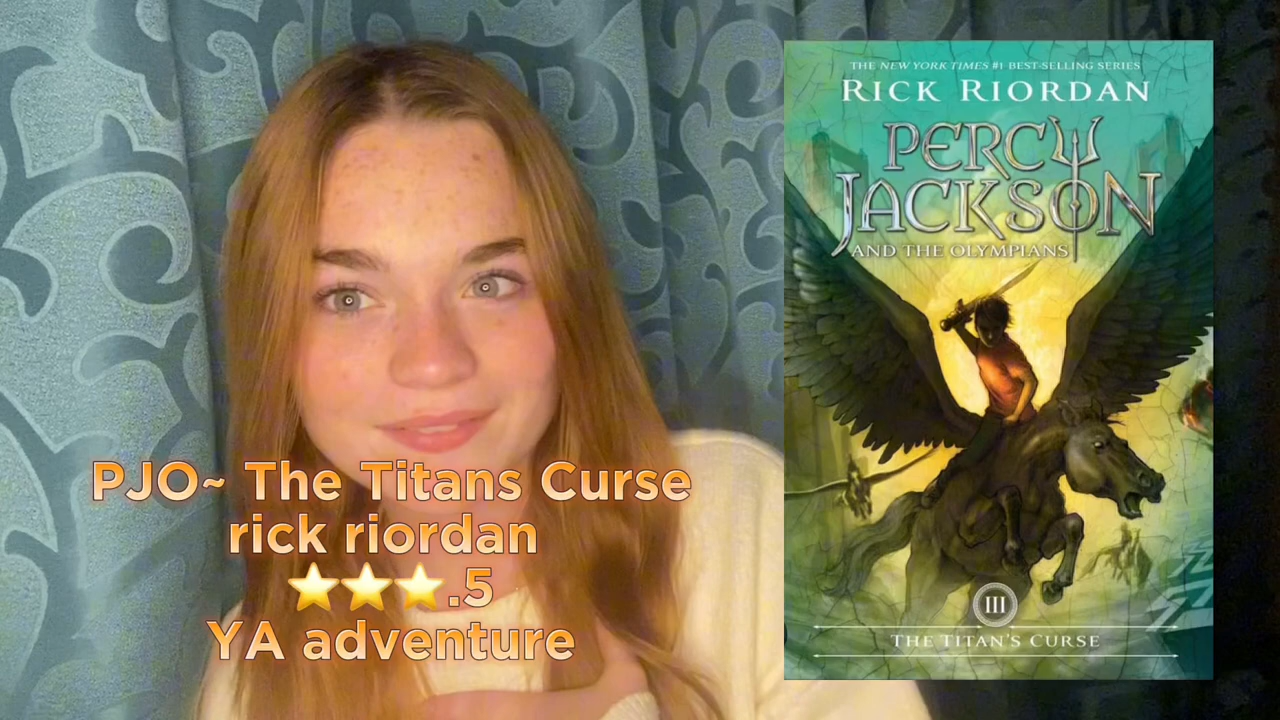 PJO~ The Titans Curse
rick riordan
⭐⭐⭐.5
YA adventure
THE NEW YORK TIMES #1 BEST-SELLING SERIES
RICK RIORDAN
PERCY
JACKSON
AND THE OLYMPIANS
III
THE TITAN'S CURSE